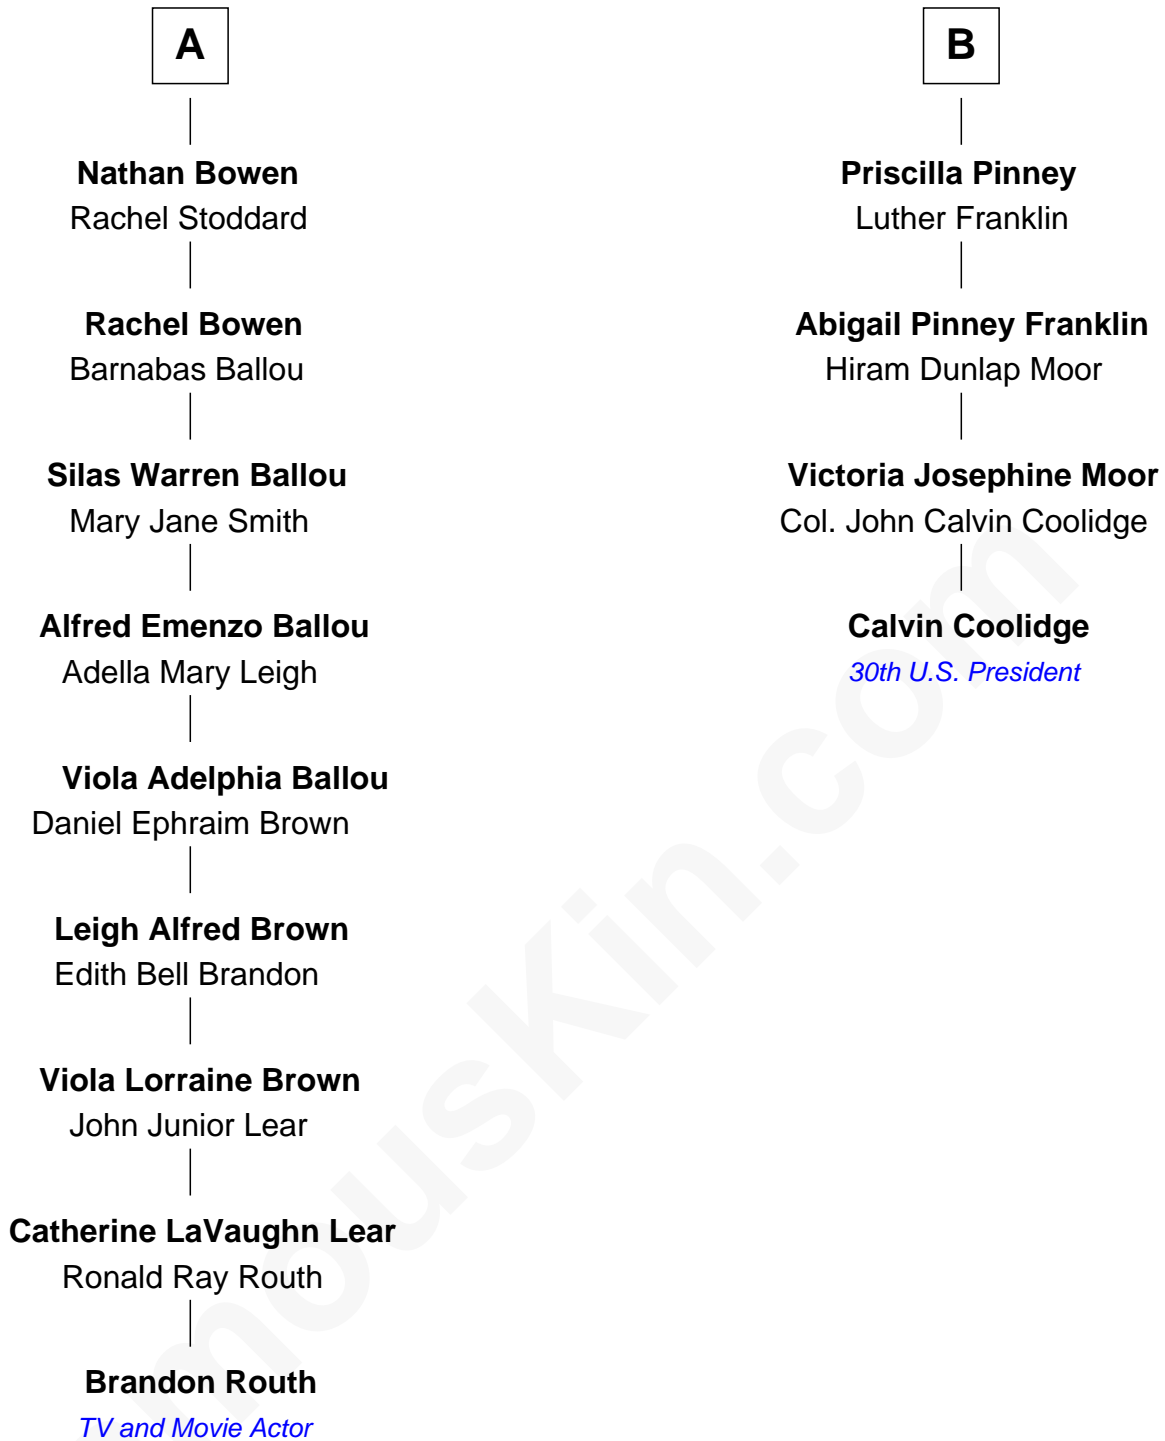 A
Nathan Bowen
Rachel Stoddard
Rachel Bowen
Barnabas Ballou
Silas Warren Ballou
Mary Jane Smith
Alfred Emenzo Ballou
Adella Mary Leigh
Viola Adelphia Ballou
Daniel Ephraim Brown
Leigh Alfred Brown
Edith Bell Brandon
Viola Lorraine Brown
John Junior Lear
Catherine LaVaughn Lear
Ronald Ray Routh
Brandon Routh
TV and Movie Actor
B
Priscilla Pinney
Luther Franklin
Abigail Pinney Franklin
Hiram Dunlap Moor
Victoria Josephine Moor
Col. John Calvin Coolidge
Calvin Coolidge
30th U.S. President
mousKin.com